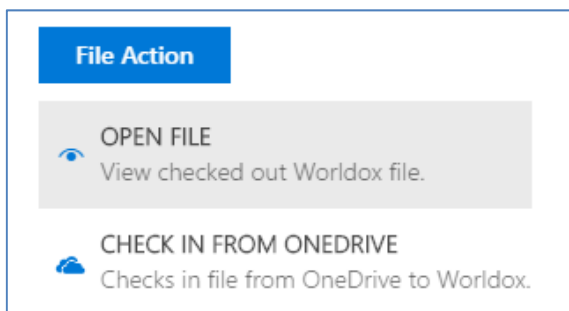 File Action
OPEN FILE
View checked out Worldox file.
CHECK IN FROM ONEDRIVE
Checks in file from OneDrive to Worldox.